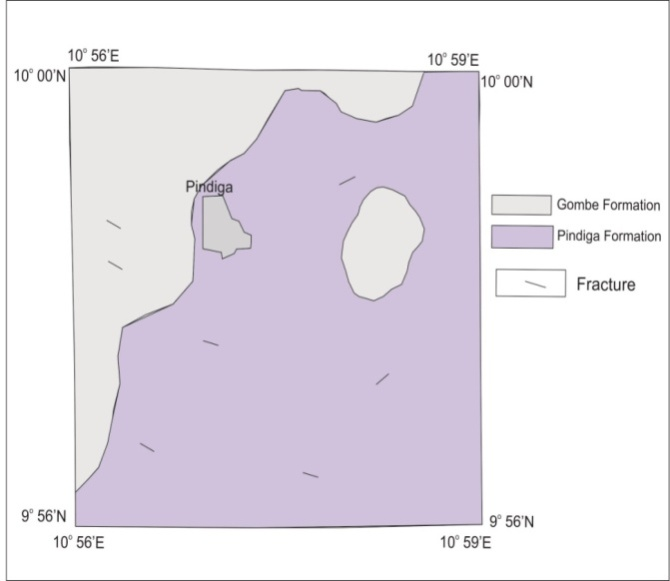 10° 56'E
10° 59'E
10° 00'N
10° 00'N
Pindiga
Gombe Formation
Pindiga Formation
Fracture
9° 56'N
9° 56'N
10° 56'E
10° 59'E